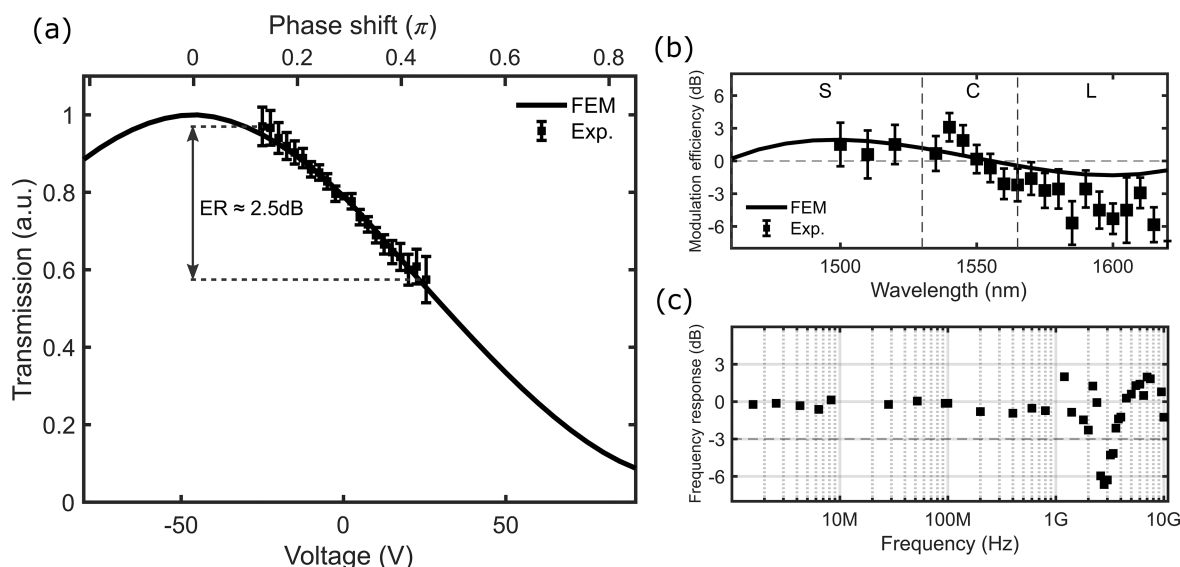 (a)
Phase shift (π)
0 0.2 0.4 0.6 0.8
1
0.8
0.6
0.4
0.2
0
Transmission (a.u.)
FEM
Exp.
ER ≈ 2.5dB
-50 0 50
Voltage (V)
(b)
Modulation efficiency (dB)
6
3
0
-3
-6
S C L
FEM
Exp.
1500 1550 1600
Wavelength (nm)
(c)
Frequency response (dB)
3
0
-3
-6
10M 100M 1G 10G
Frequency (Hz)